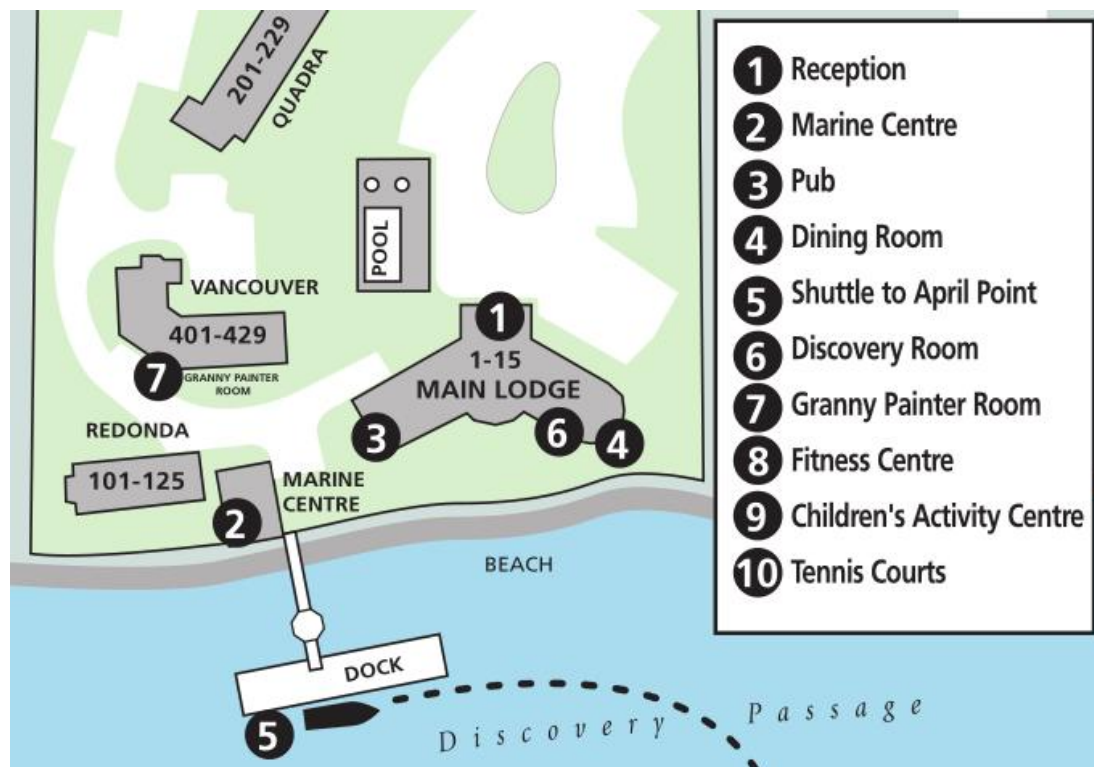 201-229
QUADRA
POOL
VANCOUVER
401-429
7 GRANNY PAINTER
ROOM
1
1-15
MAIN LODGE
3
6
4
REDONDA
101-125
MARINE
CENTRE
2
BEACH
DOCK
5
Discovery Passage
1 Reception
2 Marine Centre
3 Pub
4 Dining Room
5 Shuttle to April Point
6 Discovery Room
7 Granny Painter Room
8 Fitness Centre
9 Children's Activity Centre
10 Tennis Courts